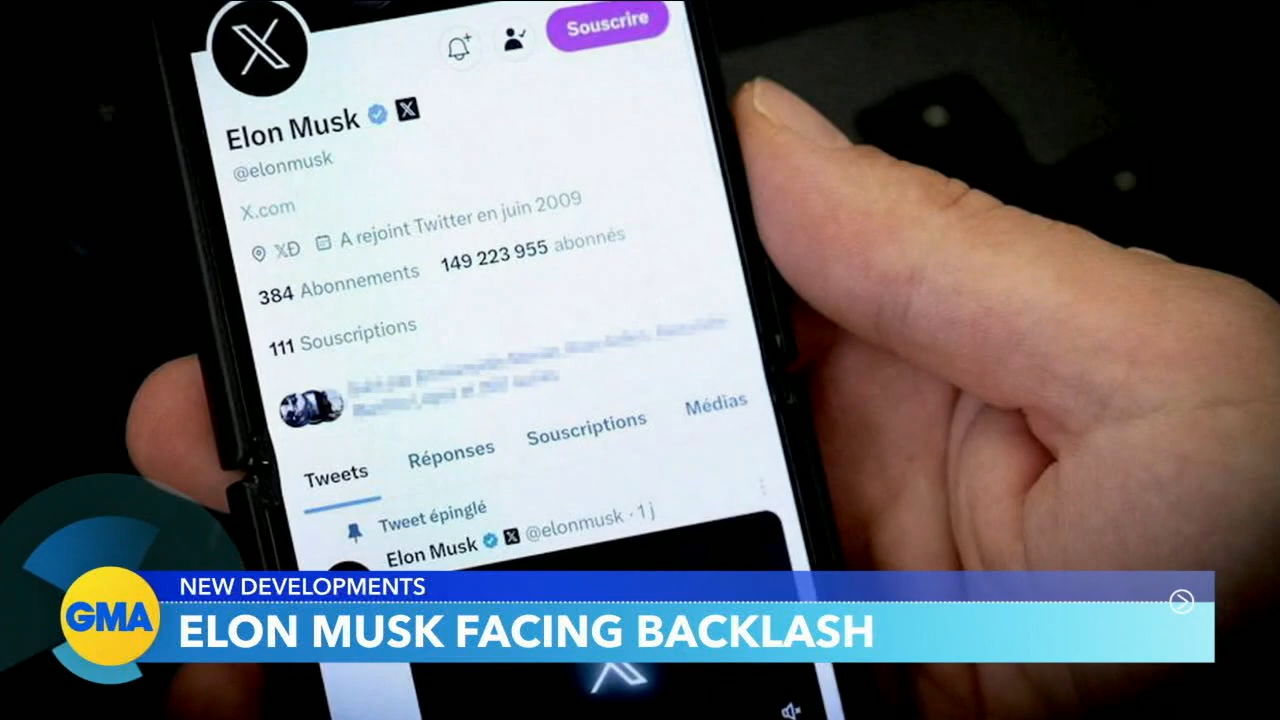 Souscrire
Elon Musk
@elonmusk
X.com
XĐ A rejoint Twitter en juin 2009
384 Abonnements 149 223 955 abonnés
111 Souscriptions
Tweets Réponses Souscriptions Médias
Tweet épinglé
Elon Musk @elonmusk · 1 j
NEW DEVELOPMENTS
GMA
ELON MUSK FACING BACKLASH